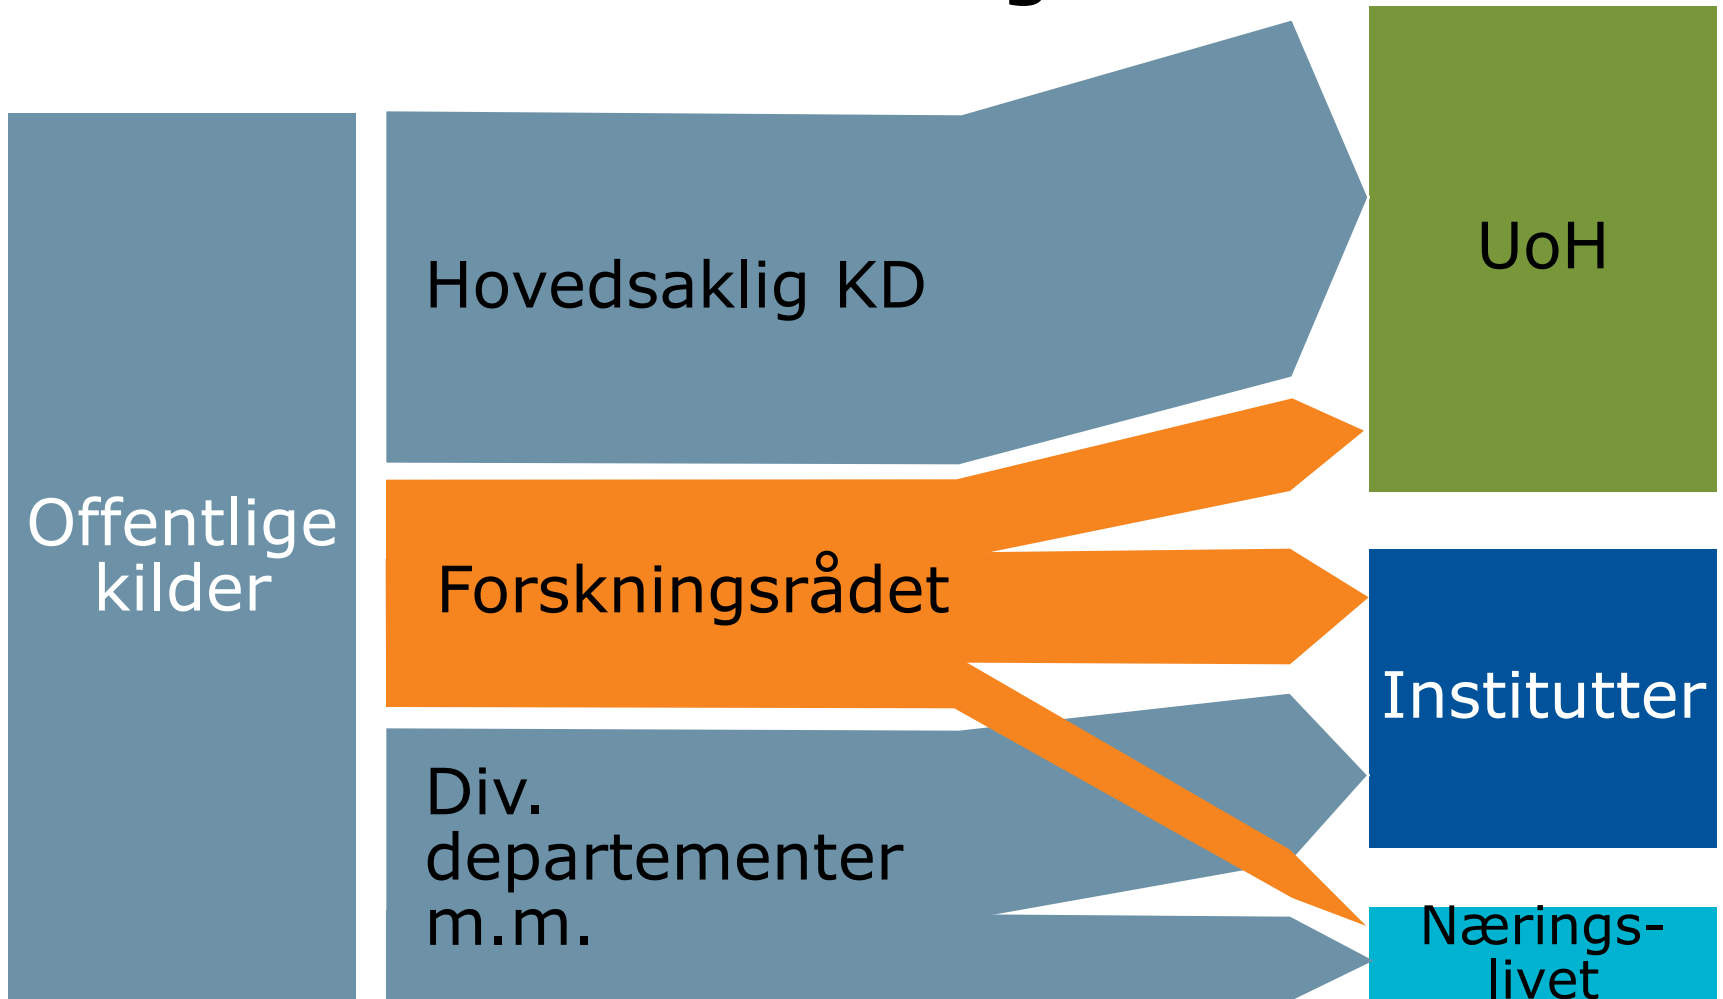 Offentlige
kilder
Hovedsaklig KD
Forskningsrådet
Div.
departementer
m.m.
UoH
Institutter
Nærings-
livet